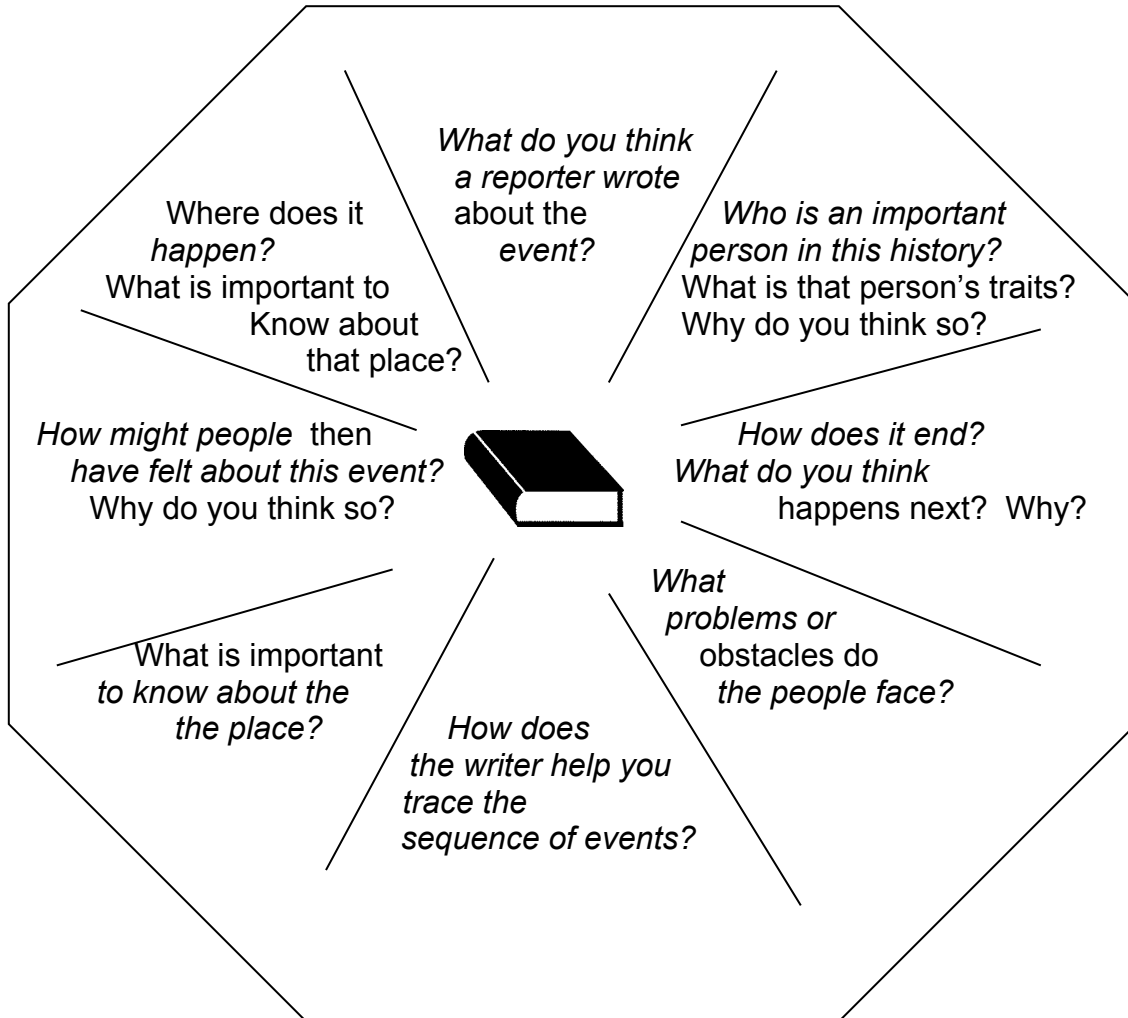 What do you think
a reporter wrote
about the
event?
Who is an important
person in this history?
What is that person’s traits?
Why do you think so?
How does it end?
What do you think
happens next? Why?
What
problems or
obstacles do
the people face?
How does
the writer help you
trace the
sequence of events?
What is important
to know about the
the place?
How might people then
have felt about this event?
Why do you think so?
Where does it
happen?
What is important to
Know about
that place?